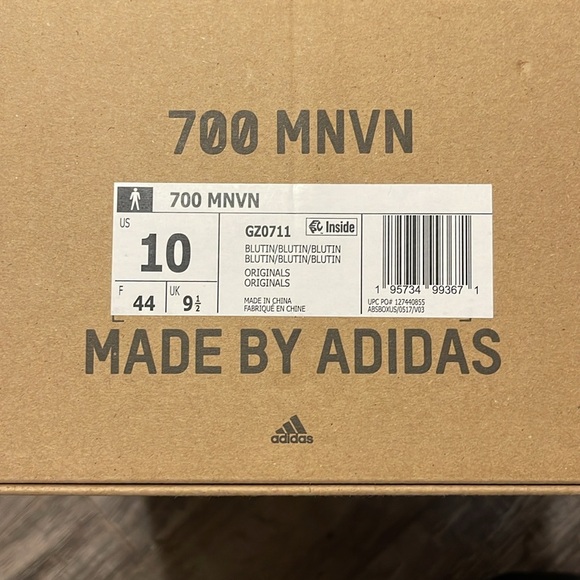 700 MNVN
700 MNVN
US
10
F
44
UK
9 1/2
GZ0711
Inside
BLUTIN/BLUTIN/BLUTIN
BLUTIN/BLUTIN/BLUTIN
ORIGINALS
ORIGINALS
MADE IN CHINA
FABRIQUÉ EN CHINE
1 95734 99367 1
UPC PO# 127440855
ABSBOXUS/0517/V03
MADE BY ADIDAS
adidas